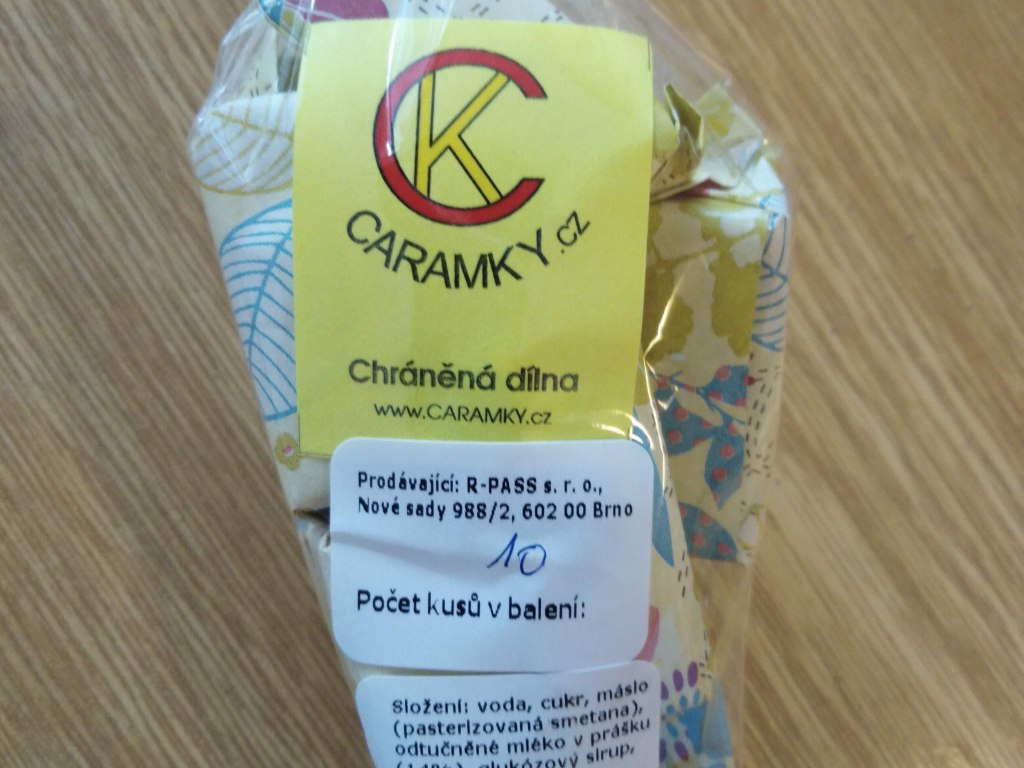 CK
CARAMKY.cz
Chráněná dílna
www.CARAMKY.cz
Prodávající: R-PASS s. r. o.,
Nové sady 988/2, 602 00 Brno
10
Počet kusů v balení:
Složení: voda, cukr, máslo
(pasterizovaná smetana),
odtučněné mléko v prášku
glukózový sirup,